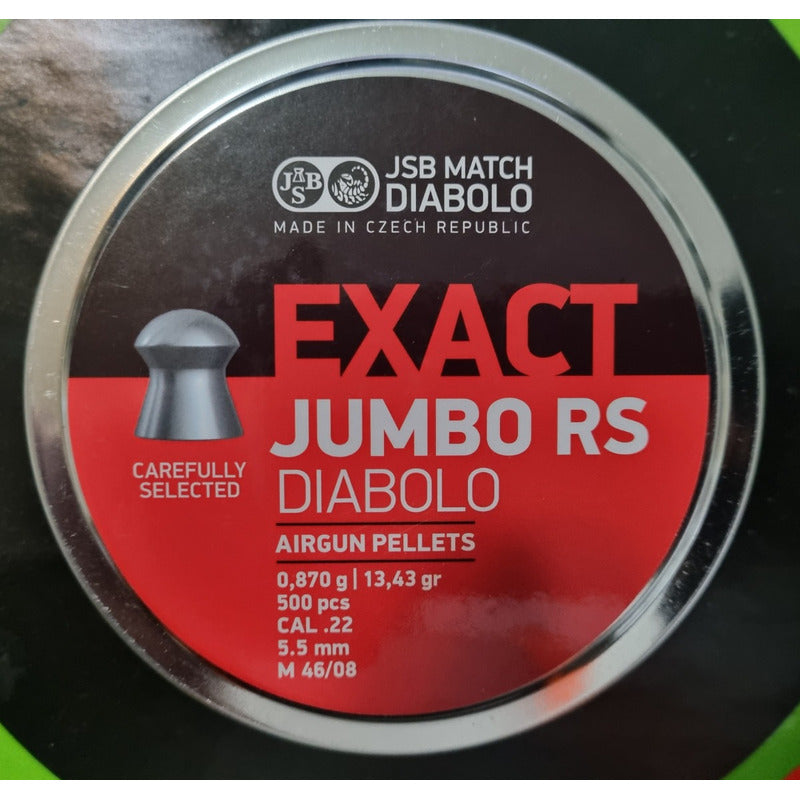 JSB
JSB MATCH
DIABOLO
MADE IN CZECH REPUBLIC
EXACT
JUMBO RS
DIABOLO
CAREFULLY
SELECTED
AIRGUN PELLETS
0,870 g | 13,43 gr
500 pcs
CAL .22
5.5 mm
M 46/08